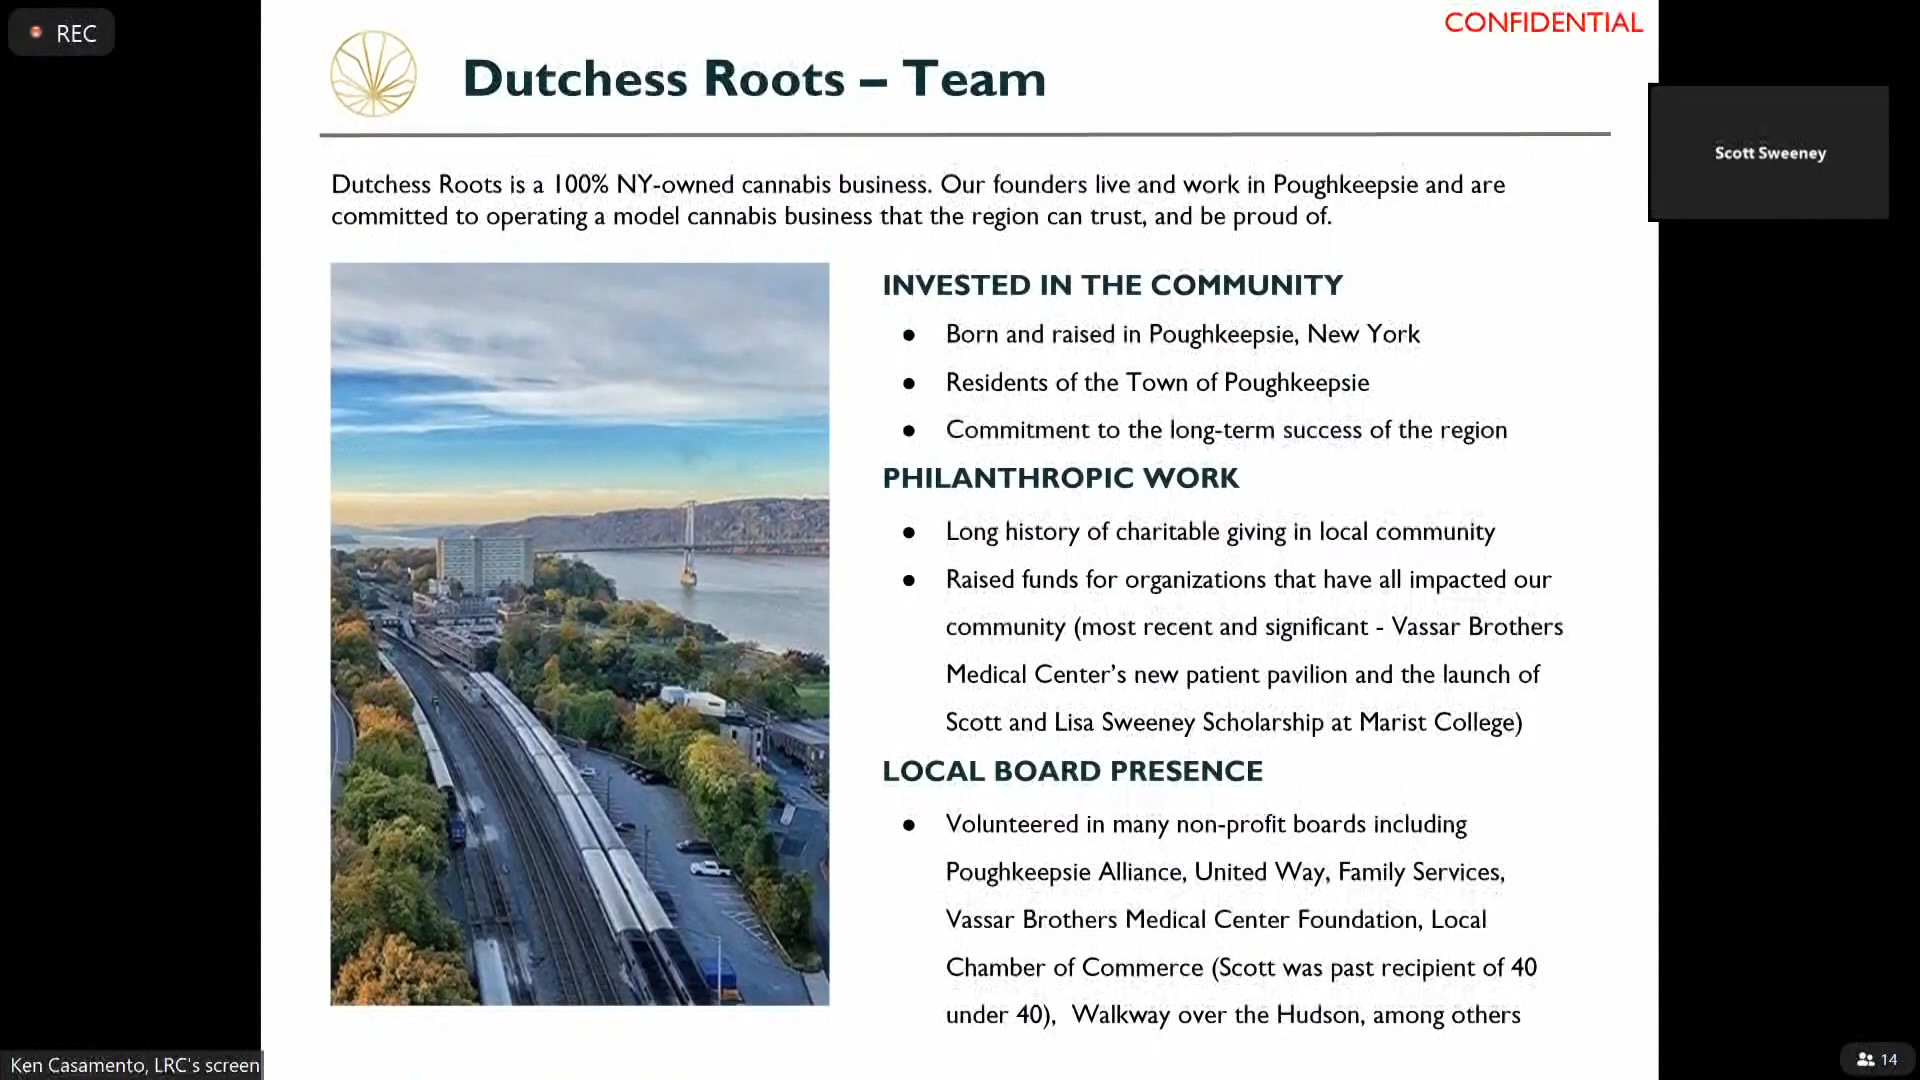 REC
CONFIDENTIAL
Dutchess Roots – Team
Scott Sweeney
Dutchess Roots is a 100% NY-owned cannabis business. Our founders live and work in Poughkeepsie and are
committed to operating a model cannabis business that the region can trust, and be proud of.
INVESTED IN THE COMMUNITY
● Born and raised in Poughkeepsie, New York
● Residents of the Town of Poughkeepsie
● Commitment to the long-term success of the region
PHILANTHROPIC WORK
● Long history of charitable giving in local community
● Raised funds for organizations that have all impacted our
community (most recent and significant - Vassar Brothers
Medical Center’s new patient pavilion and the launch of
Scott and Lisa Sweeney Scholarship at Marist College)
LOCAL BOARD PRESENCE
● Volunteered in many non-profit boards including
Poughkeepsie Alliance, United Way, Family Services,
Vassar Brothers Medical Center Foundation, Local
Chamber of Commerce (Scott was past recipient of 40
under 40), Walkway over the Hudson, among others
Ken Casamento, LRC's screen
14